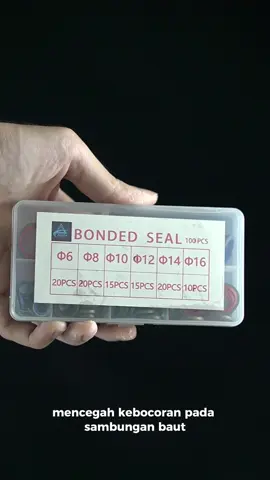 BONDED SEAL 100PCS
Φ6 Φ8 Φ10 Φ12 Φ14 Φ16
20PCS 20PCS 15PCS 15PCS 20PCS 10PCS
mencegah kebocoran pada
sambungan baut